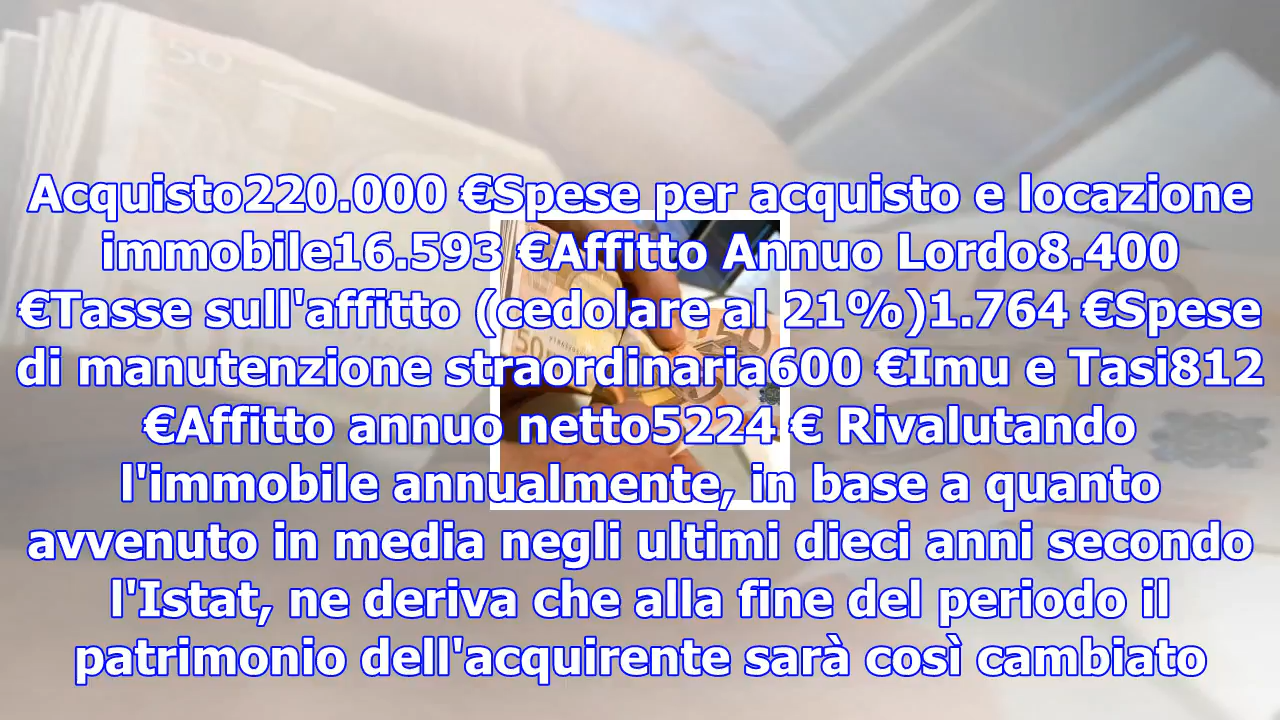 Acquisto220.000 €Spese per acquisto e locazione
immobile16.593 €Affitto Annuo Lordo8.400
€Tasse sull'affitto (cedolare al 21%)1.764 €Spese
di manutenzione straordinaria600 €Imu e Tasi812
€Affitto annuo netto5224 € Rivalutando
l'immobile annualmente, in base a quanto
avvenuto in media negli ultimi dieci anni secondo
l'Istat, ne deriva che alla fine del periodo il
patrimonio dell'acquirente sarà così cambiato